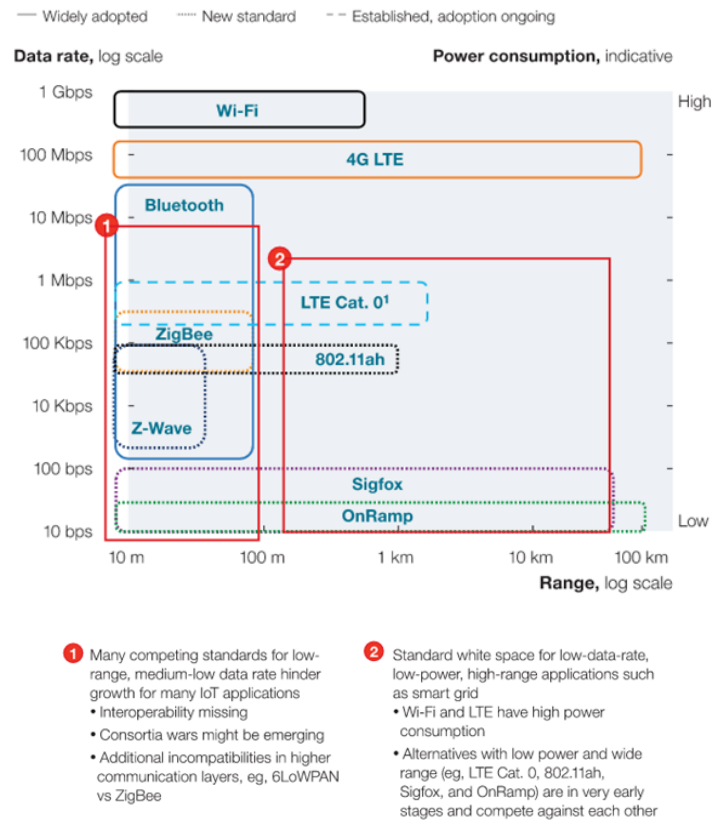 Widely adopted New standard Established, adoption ongoing
Data rate, log scale Power consumption, indicative
1 Gbps
High
Wi-Fi
100 Mbps
4G LTE
Bluetooth
10 Mbps
1
2
1 Mbps
LTE Cat. 0¹
ZigBee
100 Kbps
802.11ah
10 Kbps
Z-Wave
100 bps
Sigfox
OnRamp
Low
10 bps
10 m 100 m 1 km 10 km 100 km
Range, log scale
1 Many competing standards for low-
range, medium-low data rate hinder
growth for many IoT applications
• Interoperability missing
• Consortia wars might be emerging
• Additional incompatibilities in higher
communication layers, eg, 6LoWPAN
vs ZigBee
2 Standard white space for low-data-rate,
low-power, high-range applications such
as smart grid
• Wi-Fi and LTE have high power
consumption
• Alternatives with low power and wide
range (eg, LTE Cat. 0, 802.11ah,
Sigfox, and OnRamp) are in very early
stages and compete against each other